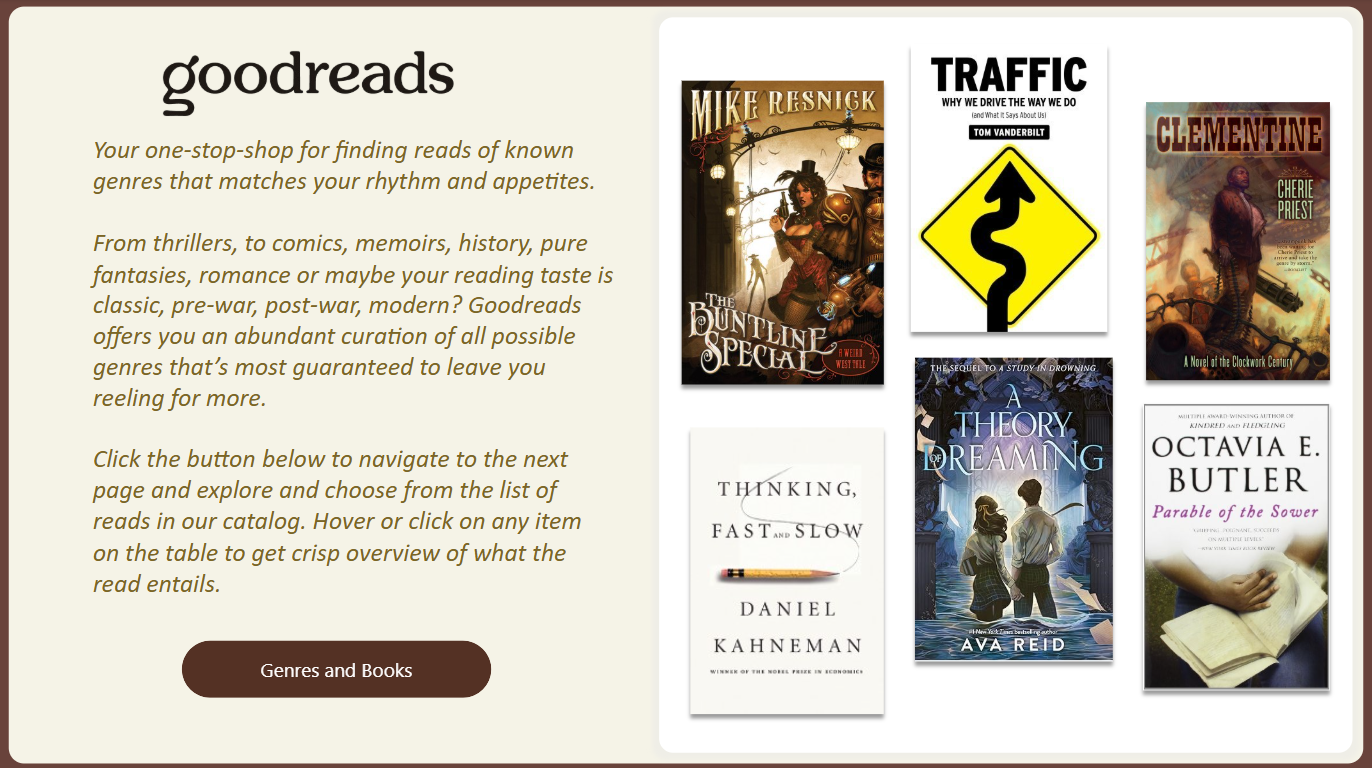 goodreads
Your one-stop-shop for finding reads of known
genres that matches your rhythm and appetites.
From thrillers, to comics, memoirs, history, pure
fantasies, romance or maybe your reading taste is
classic, pre-war, post-war, modern? Goodreads
offers you an abundant curation of all possible
genres that’s most guaranteed to leave you
reeling for more.
Click the button below to navigate to the next
page and explore and choose from the list of
reads in our catalog. Hover or click on any item
on the table to get crisp overview of what the
read entails.
Genres and Books
MIKE RESNICK
THE
BUNTLINE
SPECIAL
A WEIRD
WEST TALE
TRAFFIC
WHY WE DRIVE THE WAY WE DO
(and What It Says About Us)
TOM VANDERBILT
CLEMENTINE
CHERIE
PRIEST
A Novel of the Clockwork Century
THINKING,
FAST AND SLOW
DANIEL
KAHNEMAN
WINNER OF THE NOBEL PRIZE IN ECONOMICS
THE SEQUEL TO A STUDY IN DROWNING
A
THEORY
OF DREAMING
#1 New York Times bestselling author
AVA REID
MULTIPLE AWARD-WINNING AUTHOR OF
KINDRED AND FLEDGLING
OCTAVIA E.
BUTLER
Parable of the Sower